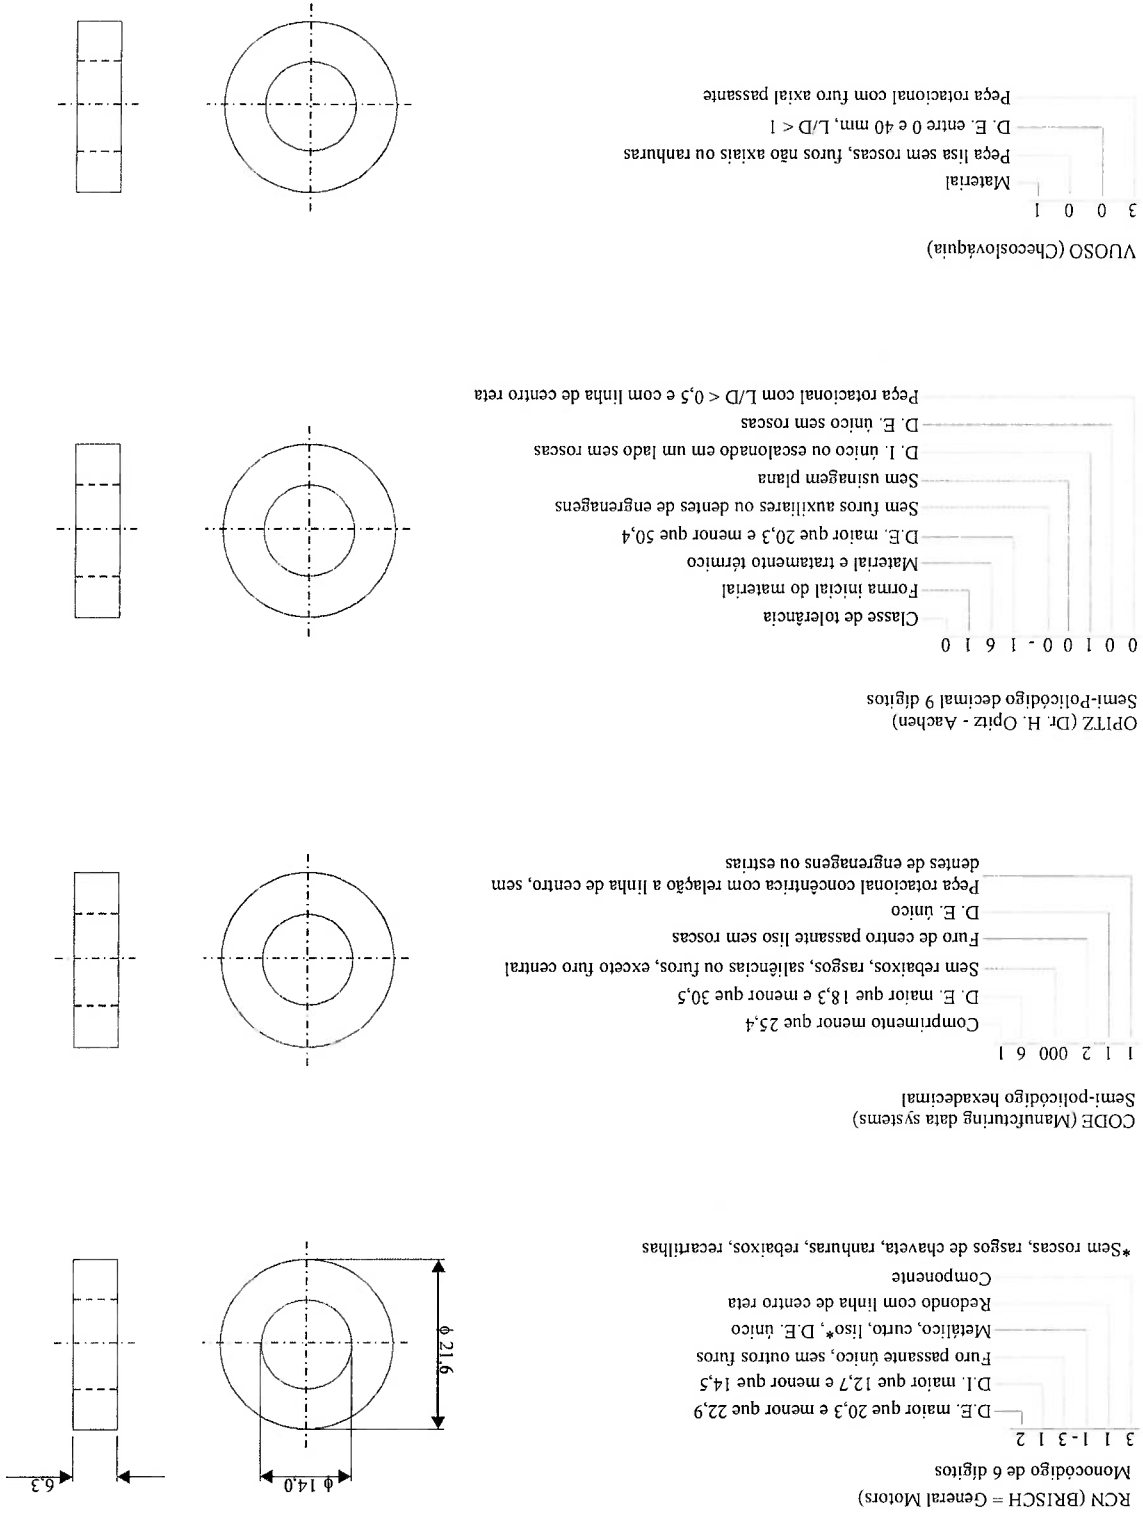 RCN (BRISCH = General Motors)
Monocódigo de 6 dígitos
3 1 1-3 1 2
D.E. maior que 20,3 e menor que 22,9
D.I. maior que 12,7 e menor que 14,5
Furo passante único, sem outros furos
Metálico, curto, liso*, D.E. único
Redondo com linha de centro reta
Componente
*Sem roscas, rasgos de chaveta, ranhuras, rebaixos, recartilhas
ϕ 14,0
6,3
ϕ 21,6
CODE (Manufcturing data systems)
Semi-policódigo hexadecimal
1 1 2 000 6 1
Comprimento menor que 25,4
D. E. maior que 18,3 e menor que 30,5
Sem rebaixos, rasgos, saliências ou furos, exceto furo central
Furo de centro passante liso sem roscas
D. E. único
Peça rotacional concêntrica com relação a linha de centro, sem
dentes de engrenagens ou estrias
OPITZ (Dr. H. Opitz - Aachen)
Semi-Policódigo decimal 9 dígitos
0 0 1 0 0 - 1 6 1 0
Classe de tolerância
Forma inicial do material
Material e tratamento térmico
D.E. maior que 20,3 e menor que 50,4
Sem furos auxiliares ou dentes de engrenagens
Sem usinagem plana
D. I. único ou escalonado em um lado sem roscas
D. E. único sem roscas
Peça rotacional com L/D < 0,5 e com linha de centro reta
VUOSO (Checoslováquia)
3 0 0 1
Material
Peça lisa sem roscas, furos não axiais ou ranhuras
D. E. entre 0 e 40 mm, L/D < 1
Peça rotacional com furo axial passante